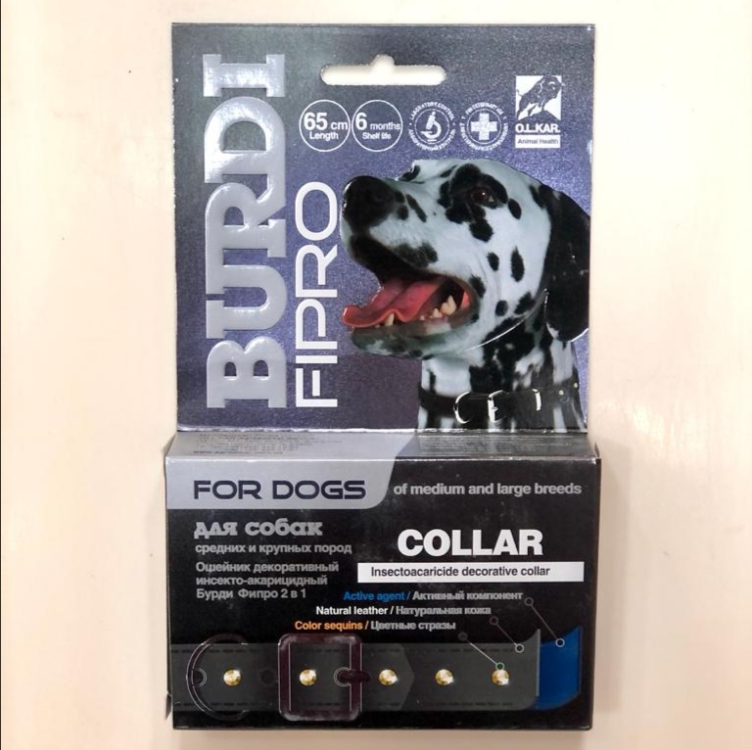 BURDI
FIPRO
65 cm
Length
6 months
Shelf life
O.L.KAR.
Animal Health
FOR DOGS
of medium and large breeds
для собак
средних и крупных пород
COLLAR
Insectoacaricide decorative collar
Ошейник декоративный
инсекто-акарицидный
Бурди Фипро 2 в 1
Active agent / Активный компонент
Natural leather / Натуральная кожа
Color sequins / Цветные стразы